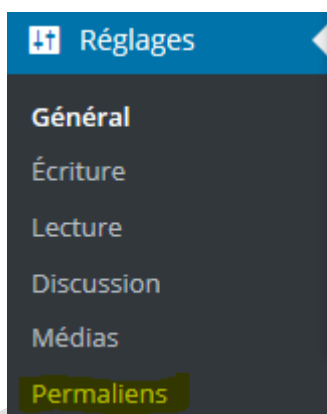 Réglages
Général
Écriture
Lecture
Discussion
Médias
Permaliens